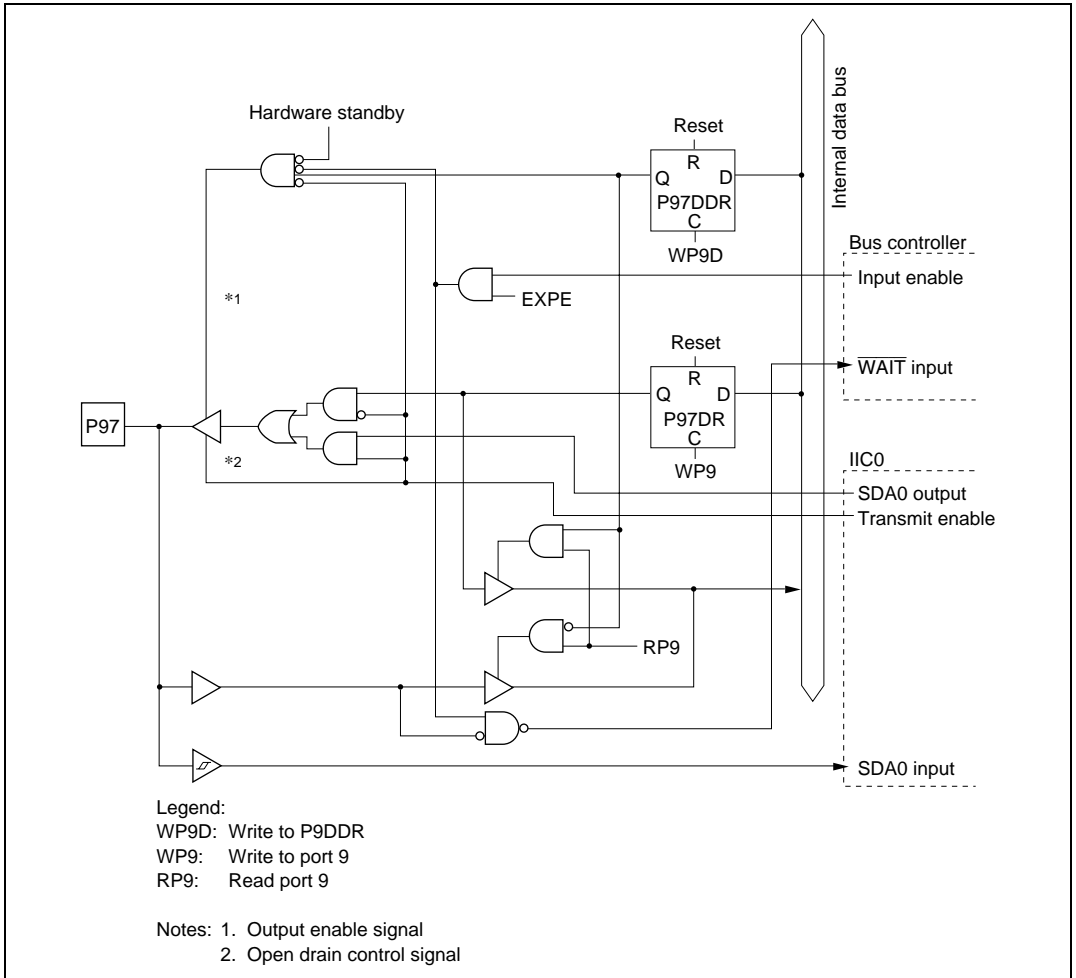 Hardware standby
Reset
R
Q D
P97DDR
C
WP9D
Internal data bus
Bus controller
Input enable
EXPE
*1
Reset
R
Q D
P97DR
C
WP9
WAIT input
P97
*2
IIC0
SDA0 output
Transmit enable
RP9
SDA0 input
Legend:
WP9D: Write to P9DDR
WP9: Write to port 9
RP9: Read port 9
Notes: 1. Output enable signal
2. Open drain control signal